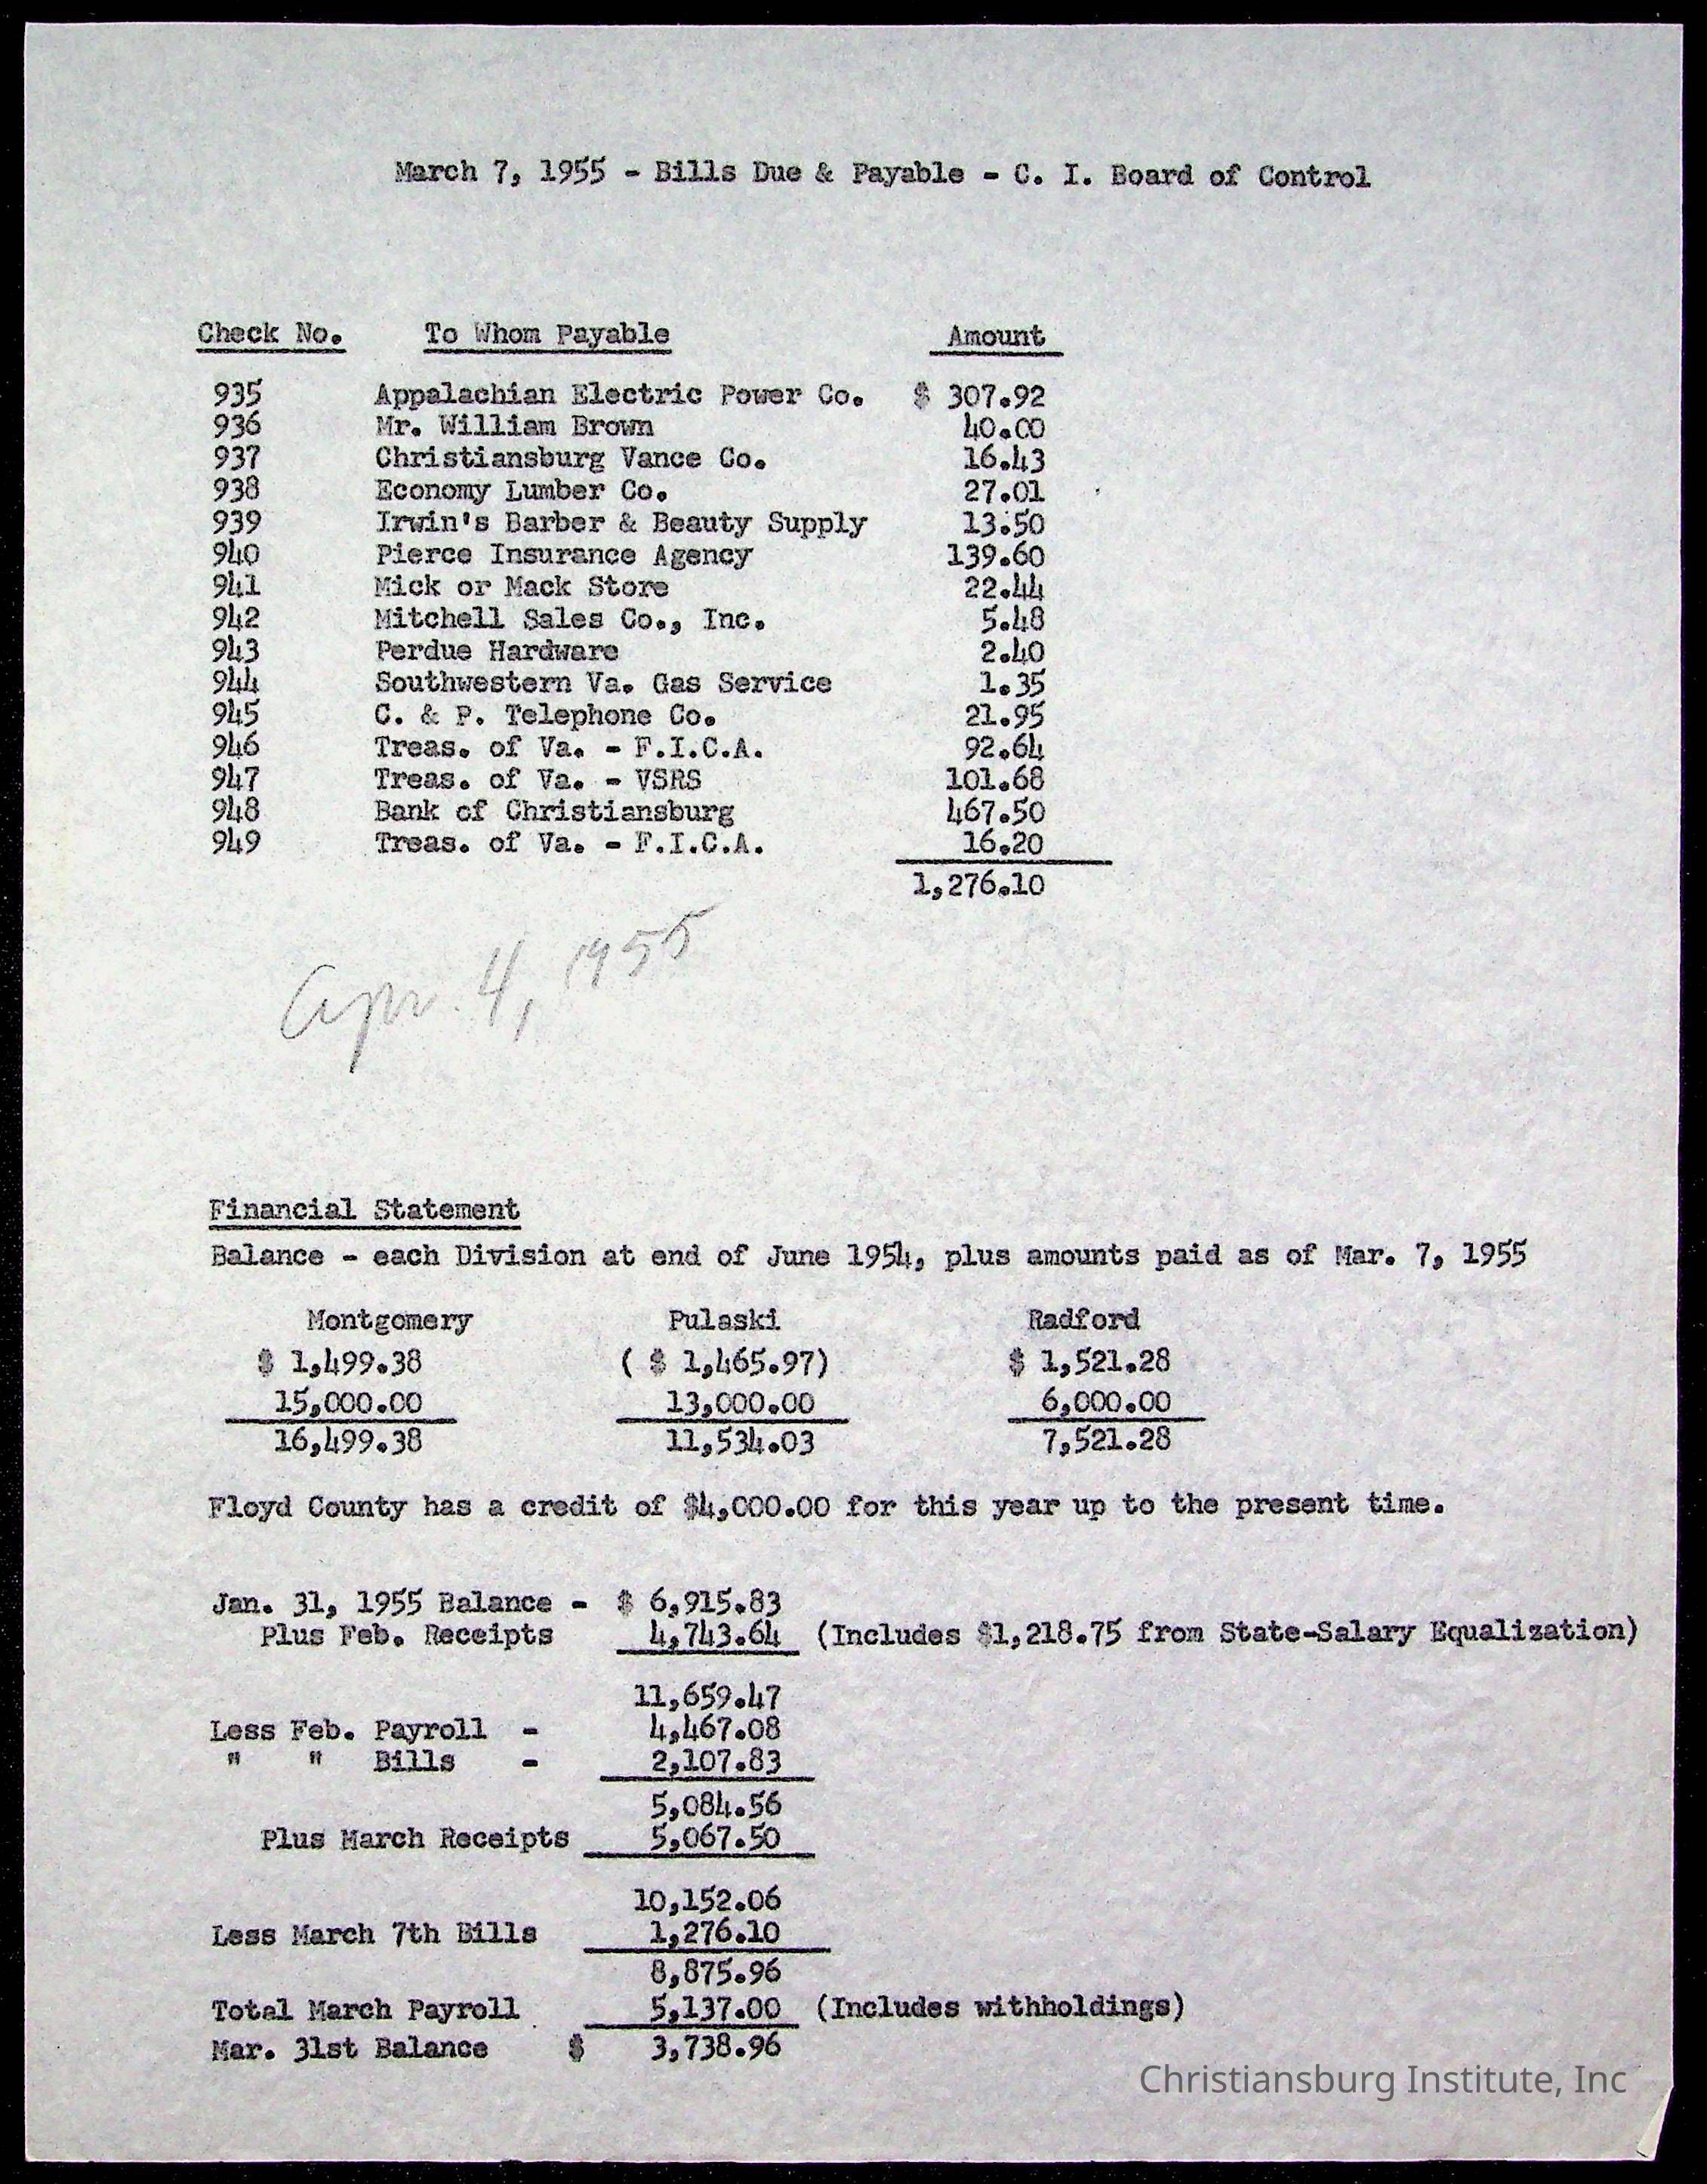 March 7, 1955 - Bills Due & Payable - C. I. Board of Control
Check No. To Whom Payable Amount
935 Appalachian Electric Power Co. $ 307.92
936 Mr. William Brown 40.00
937 Christiansburg Vance Co. 16.43
938 Economy Lumber Co. 27.01
939 Irwin's Barber & Beauty Supply 13.50
940 Pierce Insurance Agency 139.60
941 Mick or Mack Store 22.44
942 Mitchell Sales Co., Inc. 5.48
943 Perdue Hardware 2.40
944 Southwestern Va. Gas Service 1.35
945 C. & P. Telephone Co. 21.95
946 Treas. of Va. - F.I.C.A. 92.64
947 Treas. of Va. - VSRS 101.68
948 Bank of Christiansburg 467.50
949 Treas. of Va. - F.I.C.A. 16.20
1,276.10
Apr. 4, 1955
Financial Statement
Balance - each Division at end of June 1954, plus amounts paid as of Mar. 7, 1955
Montgomery Pulaski Radford
$ 1,499.38 ( $ 1,465.97) $ 1,521.28
15,000.00 13,000.00 6,000.00
16,499.38 11,534.03 7,521.28
Floyd County has a credit of $4,000.00 for this year up to the present time.
Jan. 31, 1955 Balance - $ 6,915.83
Plus Feb. Receipts 4,743.64 (Includes $1,218.75 from State-Salary Equalization)
11,659.47
Less Feb. Payroll - 4,467.08
" " Bills - 2,107.83
5,084.56
Plus March Receipts 5,067.50
10,152.06
Less March 7th Bills 1,276.10
8,875.96
Total March Payroll 5,137.00 (Includes withholdings)
Mar. 31st Balance $ 3,738.96
Christiansburg Institute, Inc